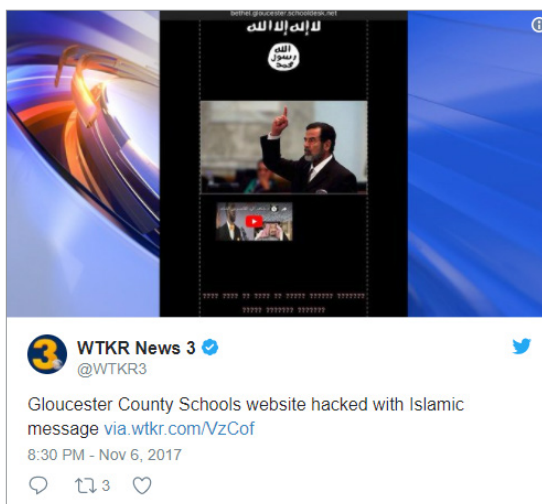 bethel.gloucester.schooldesk.net
لا إله إلا الله
الله
رسول
محمد
???? ???? ?? ???? ?? ????? ?????? ???????
????? ??????? ???????
3
WTKR News 3
@WTKR3
Gloucester County Schools website hacked with Islamic
message via.wtkr.com/VzCof
8:30 PM - Nov 6, 2017
3